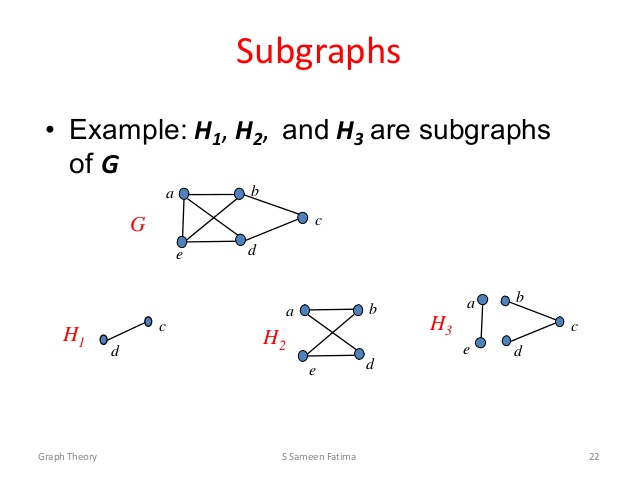 Subgraphs
• Example: H1, H2, and H3 are subgraphs
of G
a
b
G
c
e
d
H1
d
c
H2
a
b
e
d
H3
a
b
c
e
d
Graph Theory
S Sameen Fatima
22